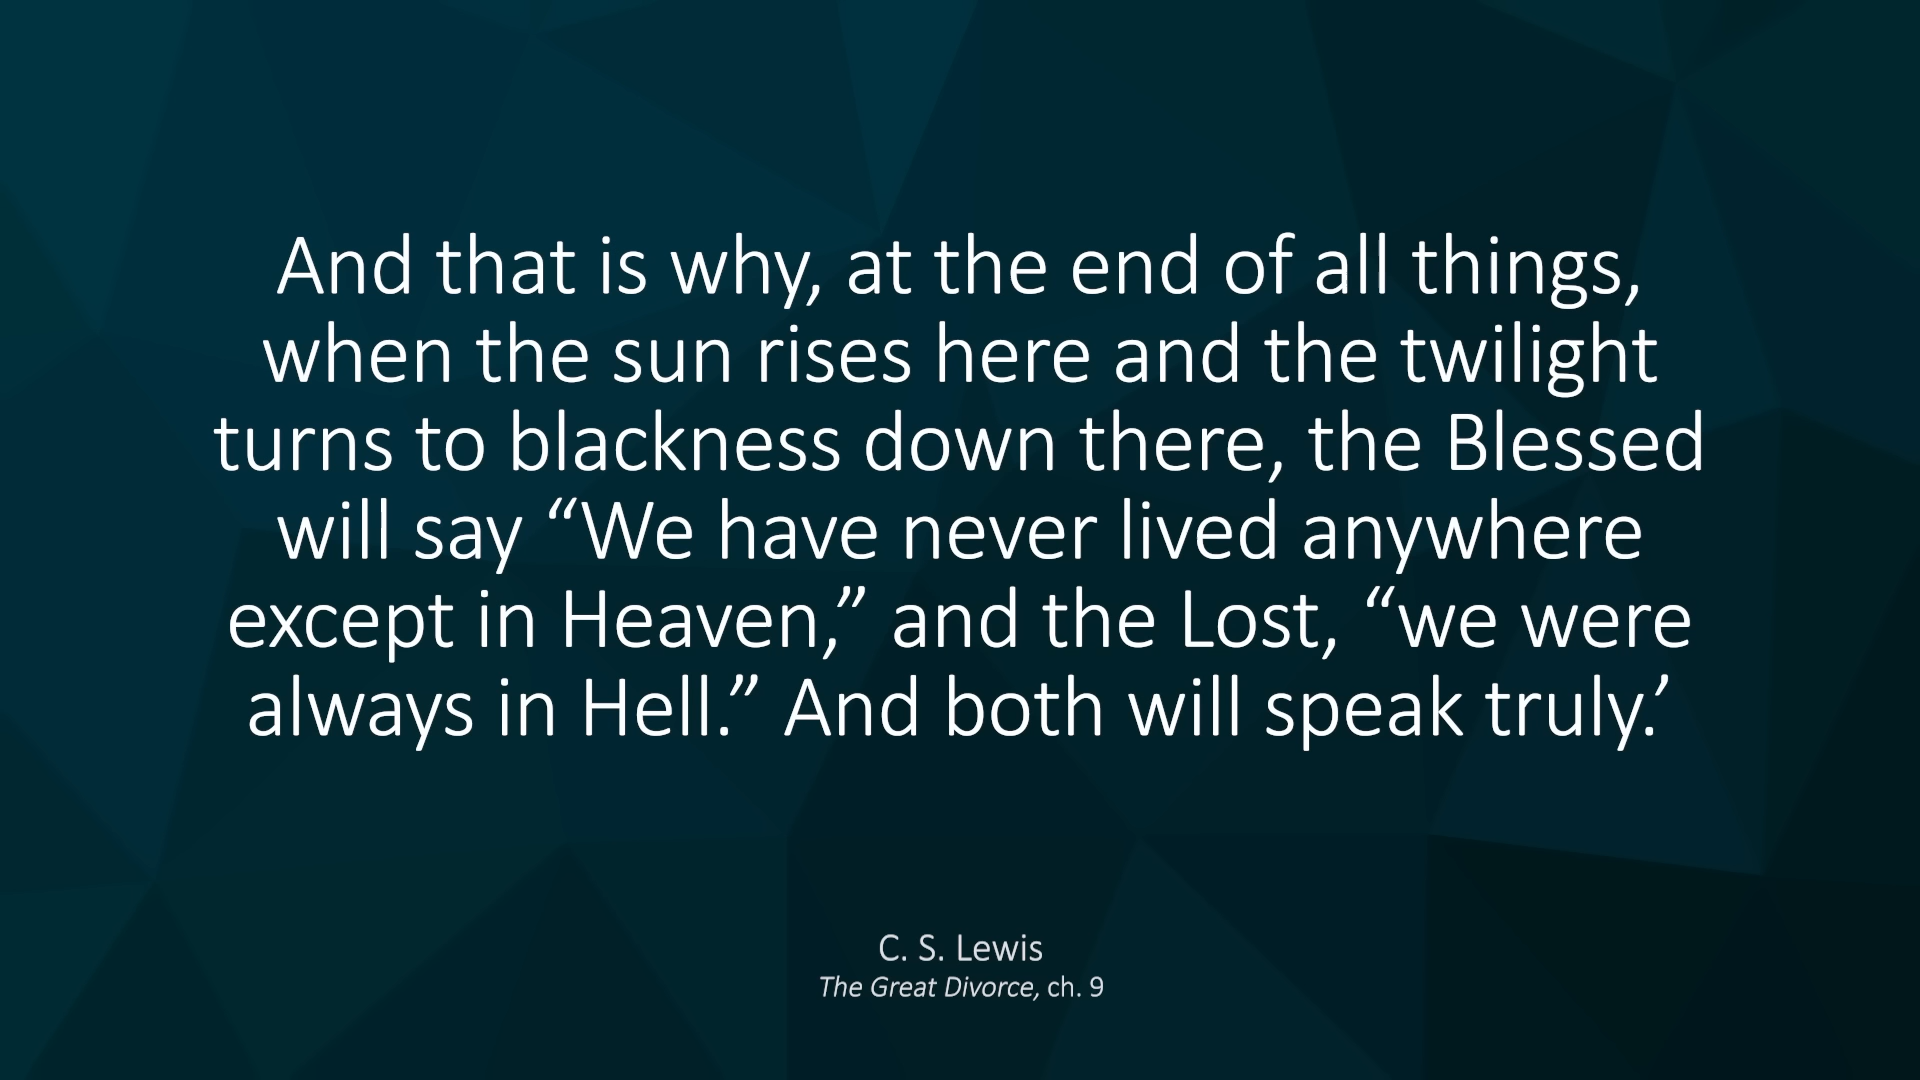 And that is why, at the end of all things,
when the sun rises here and the twilight
turns to blackness down there, the Blessed
will say “We have never lived anywhere
except in Heaven,” and the Lost, “we were
always in Hell.” And both will speak truly.’
C. S. Lewis
The Great Divorce, ch. 9